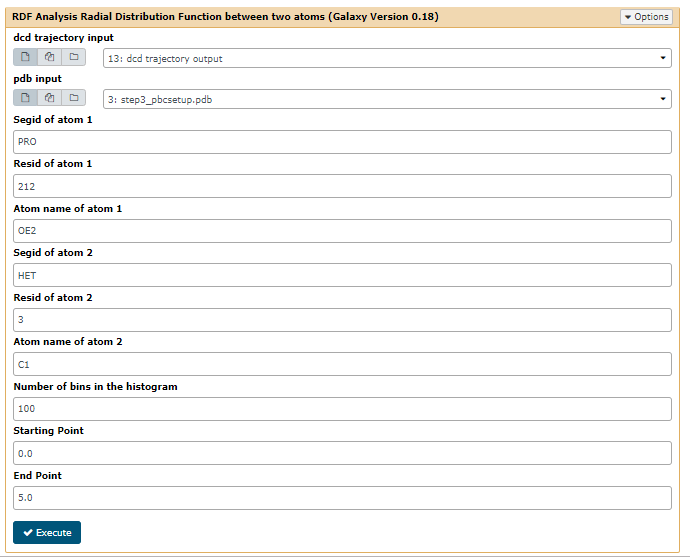 RDF Analysis Radial Distribution Function between two atoms (Galaxy Version 0.18) Options
dcd trajectory input
13: dcd trajectory output
pdb input
3: step3_pbcsetup.pdb
Segid of atom 1
PRO
Resid of atom 1
212
Atom name of atom 1
OE2
Segid of atom 2
HET
Resid of atom 2
3
Atom name of atom 2
C1
Number of bins in the histogram
100
Starting Point
0.0
End Point
5.0
Execute